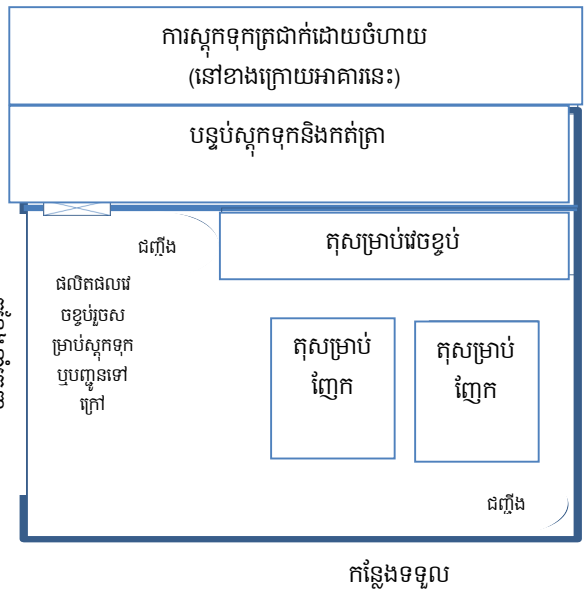 ការស្តុកទុកត្រជាក់ដោយចំហាយ
(នៅខាងក្រោយអាគារនេះ)
បន្ទប់ស្តុកទុកនិងកត់ត្រា
ជញ្ជីង
តុសម្រាប់វេចខ្ចប់
ផលិតផលវេ
ចខ្ចប់រួចស
ម្រាប់ស្តុកទុក
ឬបញ្ជូនទៅ
ក្រៅ
តុសម្រាប់
ញែក
តុសម្រាប់
ញែក
ជញ្ជីង
កន្លែងទទួល